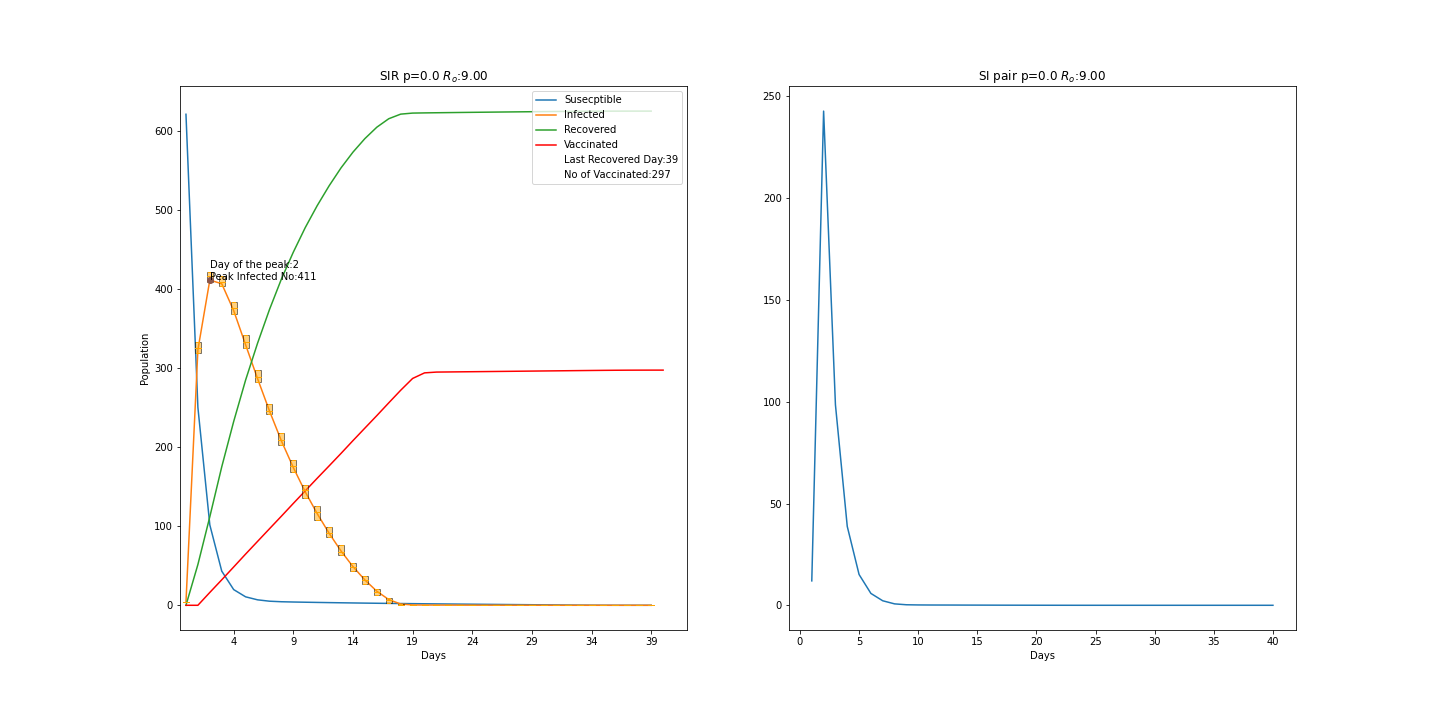 SIR p=0.0 Rₒ:9.00
Susecptible
Infected
Recovered
Vaccinated
Last Recovered Day:39
No of Vaccinated:297
Day of the peak:2
Peak Infected No:411
Population
600
500
400
300
200
100
0
4 9 14 19 24 29 34 39
Days
SI pair p=0.0 Rₒ:9.00
250
200
150
100
50
0
0 5 10 15 20 25 30 35 40
Days